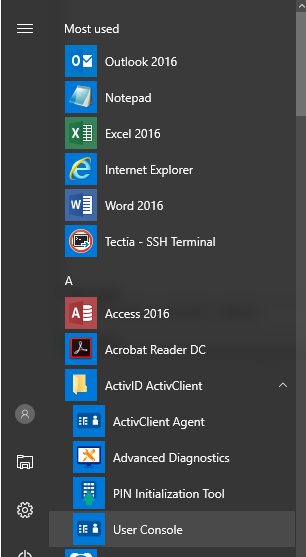 Most used
Outlook 2016
Notepad
Excel 2016
Internet Explorer
Word 2016
Tectia - SSH Terminal
A
Access 2016
Acrobat Reader DC
ActivID ActivClient
ActivClient Agent
Advanced Diagnostics
PIN Initialization Tool
User Console